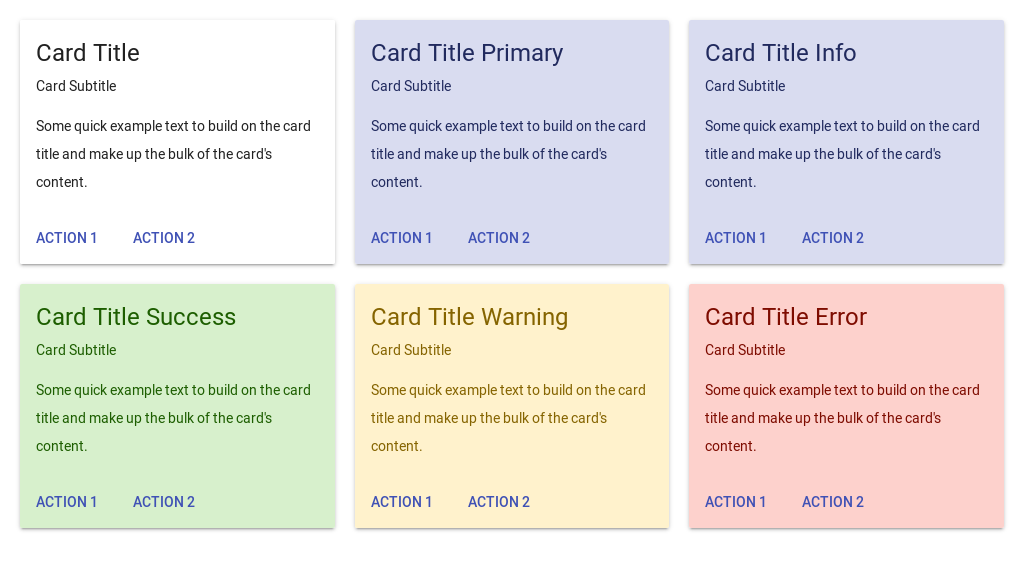 Card Title
Card Subtitle
Some quick example text to build on the card
title and make up the bulk of the card's
content.
ACTION 1 ACTION 2
Card Title Primary
Card Subtitle
Some quick example text to build on the card
title and make up the bulk of the card's
content.
ACTION 1 ACTION 2
Card Title Info
Card Subtitle
Some quick example text to build on the card
title and make up the bulk of the card's
content.
ACTION 1 ACTION 2
Card Title Success
Card Subtitle
Some quick example text to build on the card
title and make up the bulk of the card's
content.
ACTION 1 ACTION 2
Card Title Warning
Card Subtitle
Some quick example text to build on the card
title and make up the bulk of the card's
content.
ACTION 1 ACTION 2
Card Title Error
Card Subtitle
Some quick example text to build on the card
title and make up the bulk of the card's
content.
ACTION 1 ACTION 2